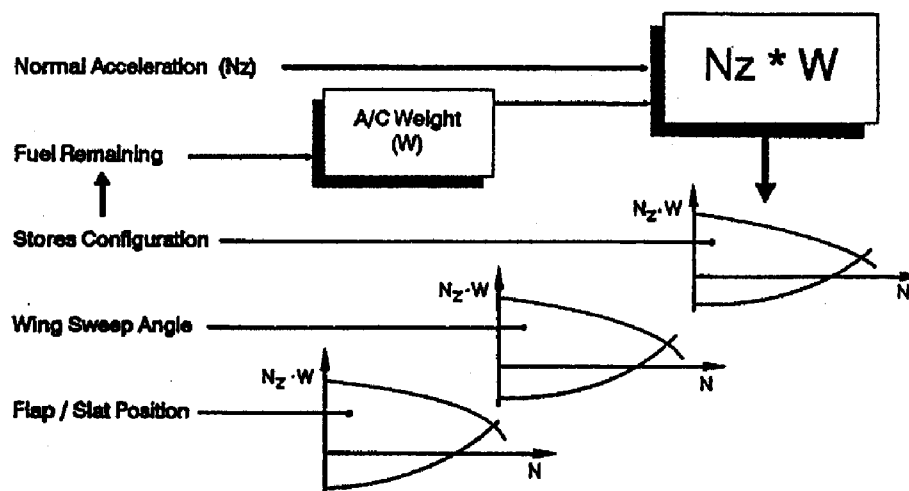 Normal Acceleration (Nz)
Nz * W
A/C Weight
(W)
Fuel Remaining
Stores Configuration
Nz·W
N
Wing Sweep Angle
Nz·W
N
Flap / Slat Position
Nz·W
N